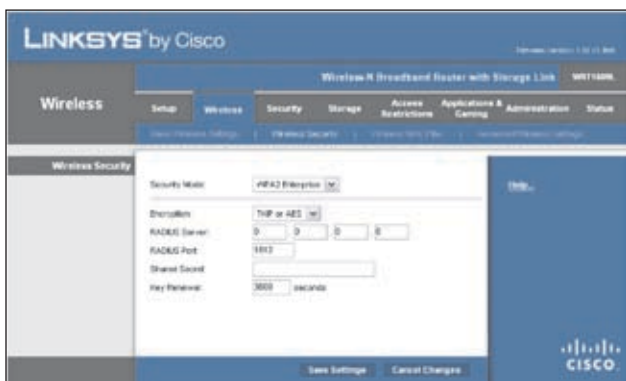 LINKSYS by Cisco
Wireless-N Broadband Router with Storage Link
Wireless
Setup Wireless Security Storage Access Restrictions Applications & Gaming Administration Status
Wireless Security
Wireless Security
Security Mode: WPA2 Enterprise
Encryption: TKIP or AES
RADIUS Server: 0 0 0 0
RADIUS Port: 1812
Shared Secret:
Key Renewal: 3600 seconds
Help...
Save Settings Cancel Changes
CISCO